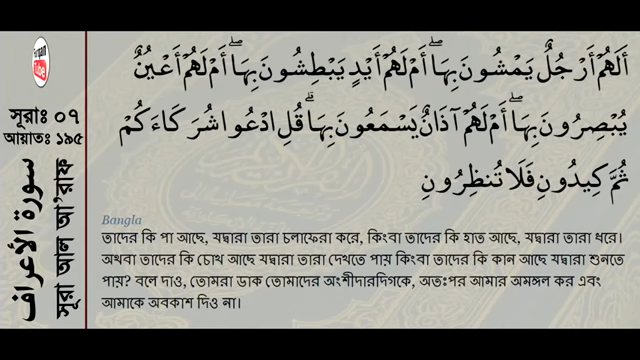 Quran
Tube
সূরাঃ ০৭
আয়াতঃ ১৯৫
سورة الأعراف
সূরা আল আ'রাফ
أَلَهُمْ أَرْجُلٌ يَمْشُونَ بِهَا ۖ أَمْ لَهُمْ أَيْدٍ يَبْطِشُونَ بِهَا ۖ أَمْ لَهُمْ أَعْيُنٌ
يُبْصِرُونَ بِهَا ۖ أَمْ لَهُمْ آذَانٌ يَسْمَعُونَ بِهَا ۗ قُلِ ادْعُوا شُرَكَاءَكُمْ
ثُمَّ كِيدُونِ فَلَا تُنظِرُونِ
Bangla
তাদের কি পা আছে, যদ্বারা তারা চলাফেরা করে, কিংবা তাদের কি হাত আছে, যদ্বারা তারা ধরে।
অথবা তাদের কি চোখ আছে যদ্বারা তারা দেখতে পায় কিংবা তাদের কি কান আছে যদ্বারা শুনতে
পায়? বলে দাও, তোমরা ডাক তোমাদের অংশীদারদিগকে, অতঃপর আমার অমঙ্গল কর এবং
আমাকে অবকাশ দিও না।